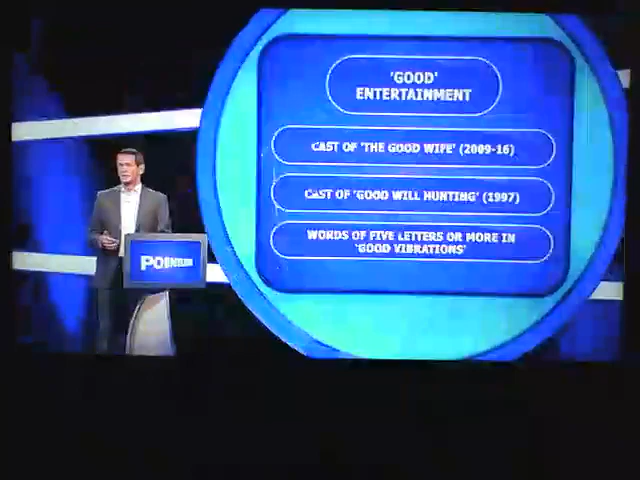 'GOOD'
ENTERTAINMENT
CAST OF 'THE GOOD WIFE' (2009-16)
CAST OF 'GOOD WILL HUNTING' (1997)
WORDS OF FIVE LETTERS OR MORE IN
'GOOD VIBRATIONS'
POINTLESS